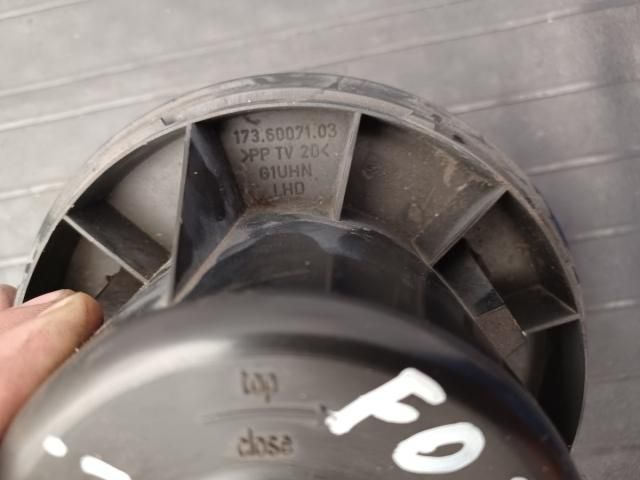 173.60071.03
>PP TV 20<
G1UHN
LHD
top
close
FO